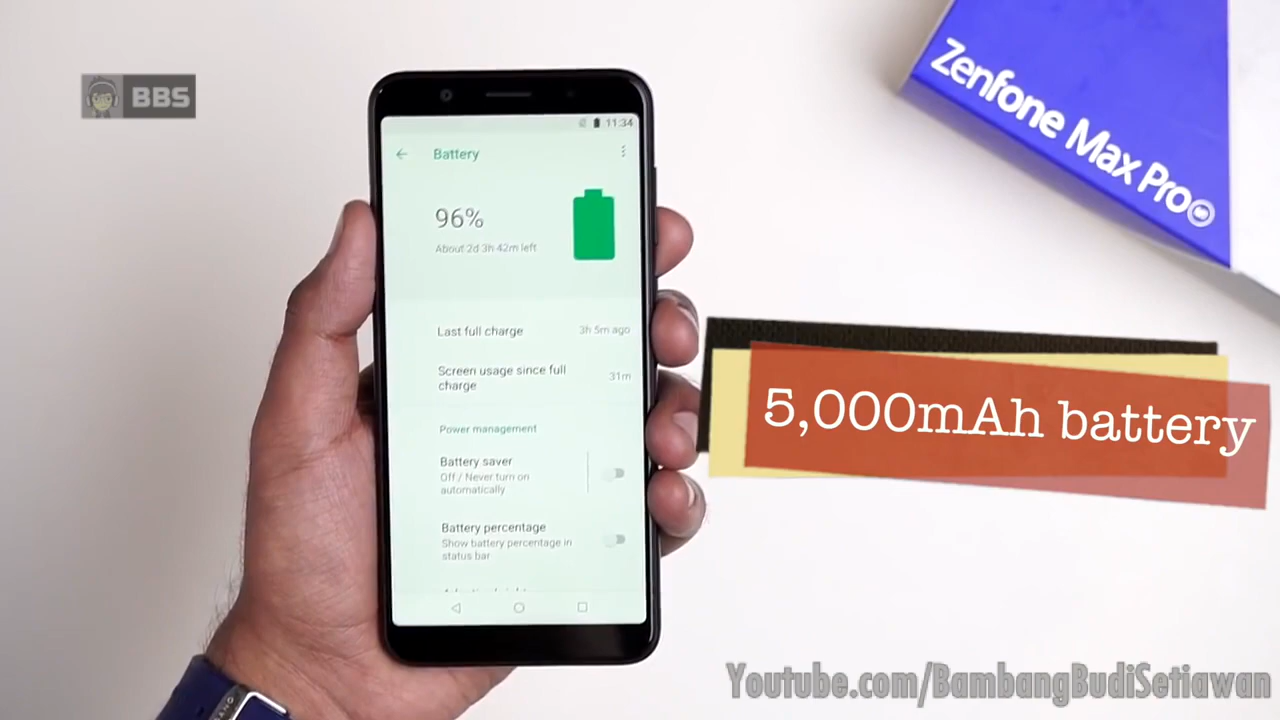 BBS
Zenfone Max Pro M1
11:34
Battery
96%
About 2d 3h 42m left
Last full charge
3h 5m ago
Screen usage since full
charge
31m
Power management
Battery saver
Off / Never turn on
automatically
Battery percentage
Show battery percentage in
status bar
5,000mAh battery
Youtube.com/BambangBudiSetiawan